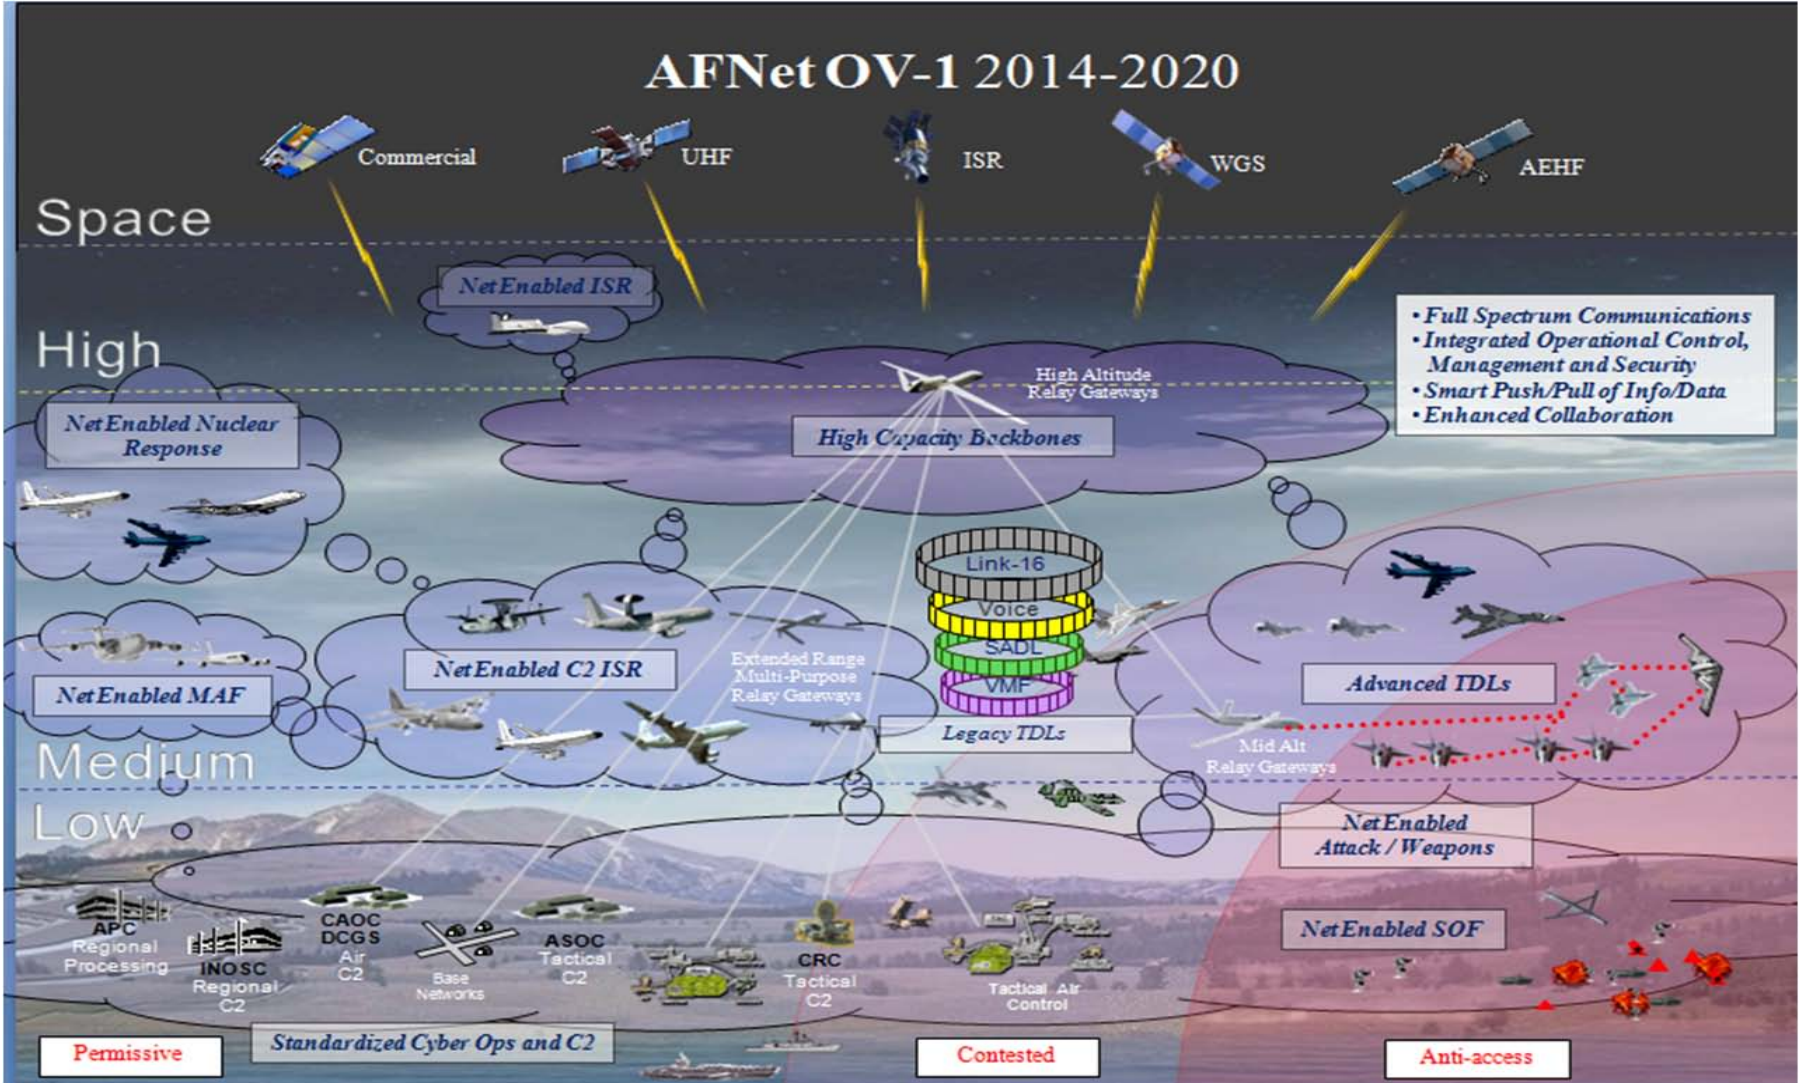 AFNet OV-1 2014-2020
Commercial
UHF
ISR
WGS
AEHF
Space
Net Enabled ISR
High
• Full Spectrum Communications
• Integrated Operational Control,
Management and Security
• Smart Push/Pull of Info/Data
• Enhanced Collaboration
High Altitude
Relay Gateways
Net Enabled Nuclear
Response
High Capacity Backbones
Link-16
Voice
SADL
VMF
Legacy TDLs
Net Enabled MAF
Net Enabled C2 ISR
Extended Range
Multi-Purpose
Relay Gateways
Advanced TDLs
Mid Alt
Relay Gateways
Medium
Low
Net Enabled
Attack / Weapons
Net Enabled SOF
APC
Regional
Processing
INOSC
Regional
C2
CAOC
DCGS
Air
C2
Base
Networks
ASOC
Tactical
C2
CRC
Tactical
C2
Tactical Air
Control
Standardized Cyber Ops and C2
Permissive
Contested
Anti-access